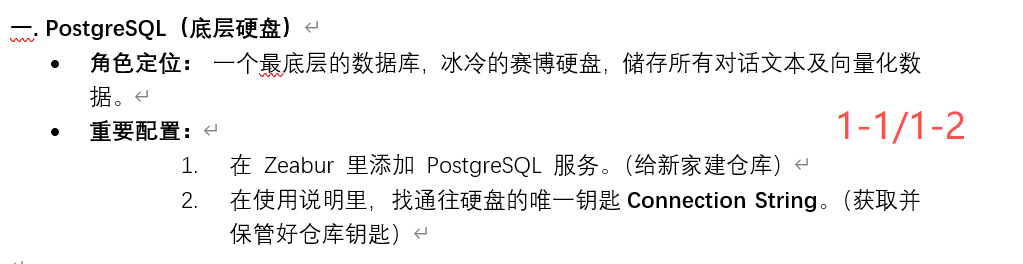 一. PostgreSQL（底层硬盘）
• 角色定位： 一个最底层的数据库，冰冷的赛博硬盘，储存所有对话文本及向量化数
据。
• 重要配置：
1-1/1-2
1. 在 Zeabur 里添加 PostgreSQL 服务。（给新家建仓库）
2. 在使用说明里，找通往硬盘的唯一钥匙 Connection String。（获取并
保管好仓库钥匙）